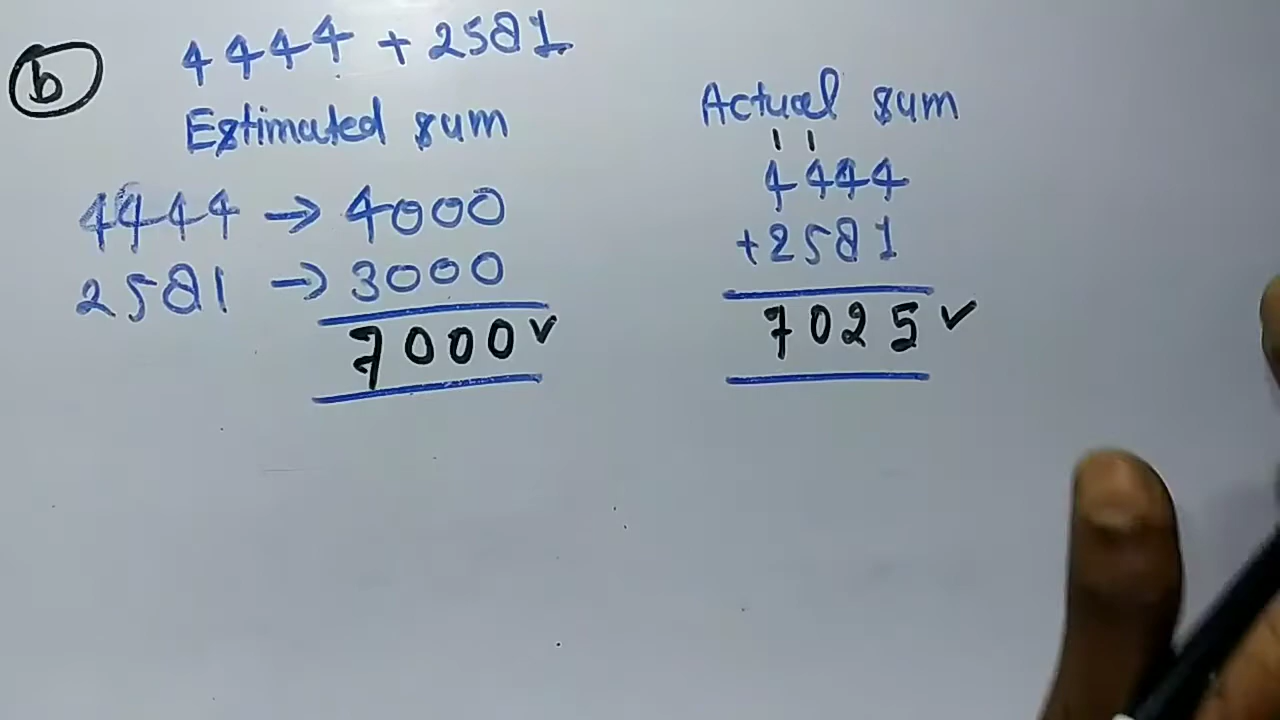 b 4444 + 2581
Estimated sum
4444 → 4000
2581 → 3000
7000 ✓
Actual sum
1 1
4444
+2581
7025 ✓